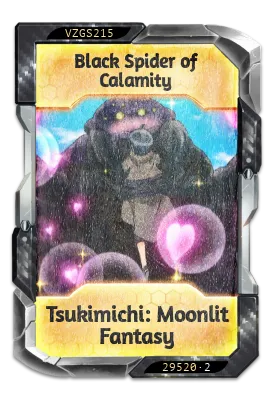 VZGS215
Black Spider of
Calamity
Tsukimichi: Moonlit
Fantasy
29520·2